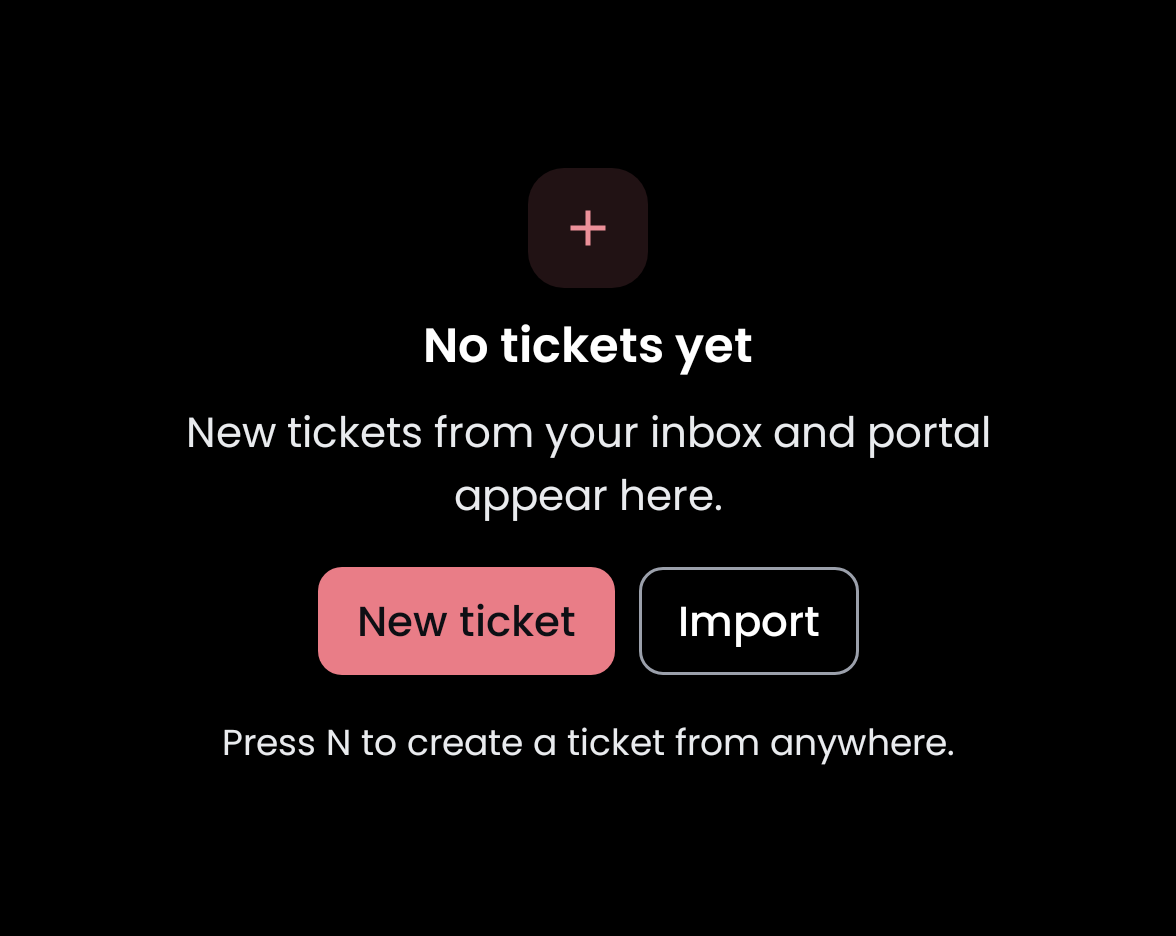 No tickets yet
New tickets from your inbox and portal
appear here.
New ticket
Import
Press N to create a ticket from anywhere.